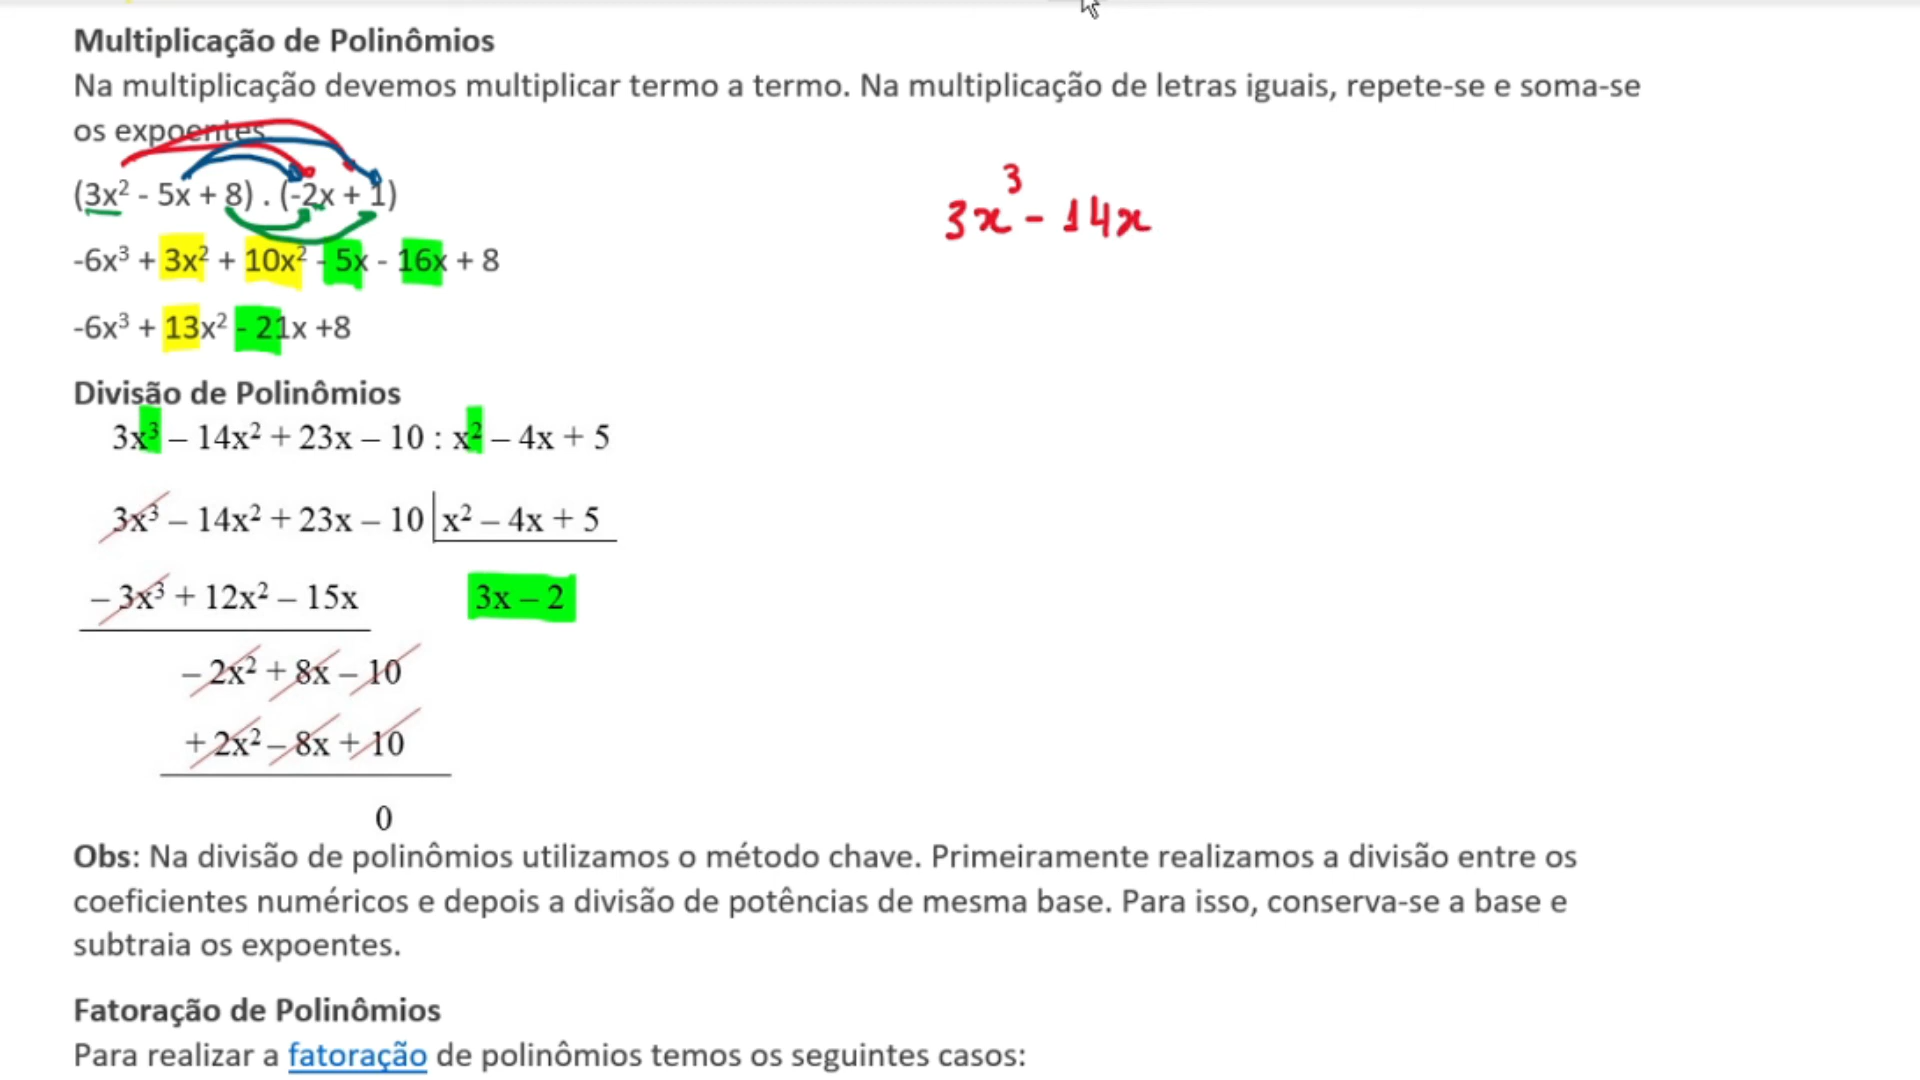 Multiplicação de Polinômios
Na multiplicação devemos multiplicar termo a termo. Na multiplicação de letras iguais, repete-se e soma-se
os expoentes
(3x² - 5x + 8) . (-2x + 1)
3x³ - 14x
-6x³ + 3x² + 10x² - 5x - 16x + 8
-6x³ + 13x² - 21x +8
Divisão de Polinômios
3x³ – 14x² + 23x – 10 : x² – 4x + 5
3x³ – 14x² + 23x – 10 x² – 4x + 5
– 3x³ + 12x² – 15x 3x – 2
– 2x² + 8x – 10
+ 2x² – 8x + 10
0
Obs: Na divisão de polinômios utilizamos o método chave. Primeiramente realizamos a divisão entre os
coeficientes numéricos e depois a divisão de potências de mesma base. Para isso, conserva-se a base e
subtraia os expoentes.
Fatoração de Polinômios
Para realizar a fatoração de polinômios temos os seguintes casos: